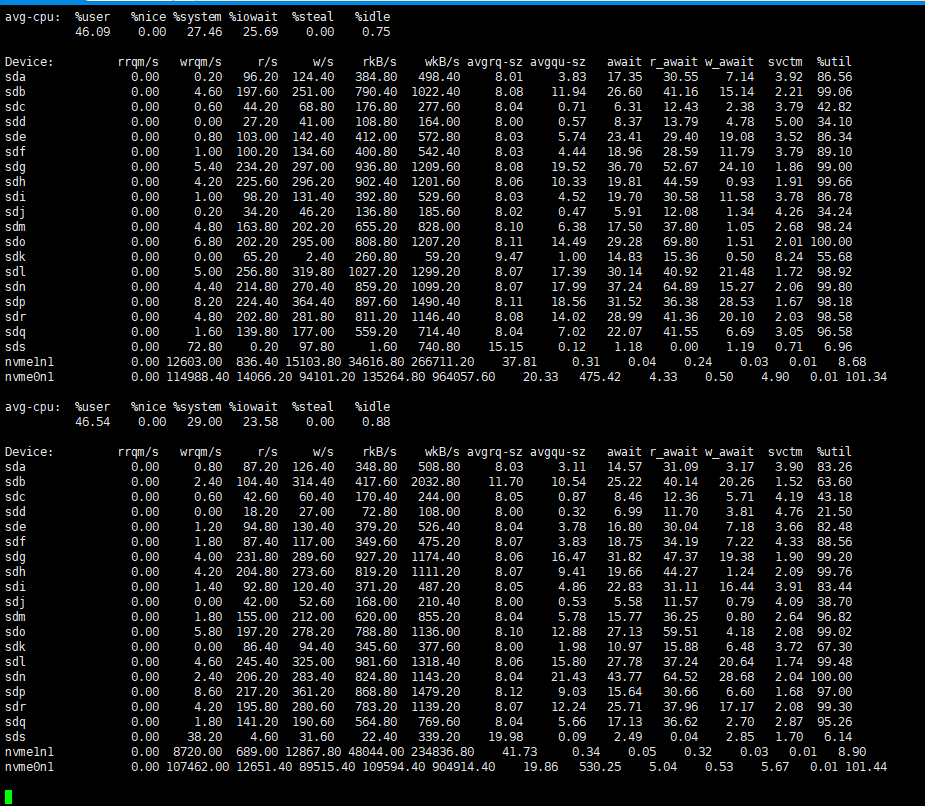 avg-cpu:  %user   %nice %system %iowait  %steal   %idle
          46.09    0.00   27.46   25.69    0.00    0.75
Device:         rrqm/s   wrqm/s     r/s     w/s    rkB/s    wkB/s avgrq-sz avgqu-sz   await r_await w_await  svctm  %util
sda               0.00     0.20   96.20  124.40   384.80   498.40     8.01     3.83   17.35   30.55    7.14   3.92  86.56
sdb               0.00     4.60  197.60  251.00   790.40  1022.40     8.08    11.94   26.60   41.16   15.14   2.21  99.06
sdc               0.00     0.60   44.20   68.80   176.80   277.60     8.04     0.71    6.31   12.43    2.38   3.79  42.82
sdd               0.00     0.00   27.20   41.00   108.80   164.00     8.00     0.57    8.37   13.79    4.78   5.00  34.10
sde               0.00     0.80  103.00  142.40   412.00   572.80     8.03     5.74   23.41   29.40   19.08   3.52  86.34
sdf               0.00     1.00  100.20  134.60   400.80   542.40     8.03     4.44   18.96   28.59   11.79   3.79  89.10
sdg               0.00     5.40  234.20  297.00   936.80  1209.60     8.08    19.52   36.70   52.67   24.10   1.86  99.00
sdh               0.00     4.20  225.60  296.20   902.40  1201.60     8.06    10.33   19.81   44.59    0.93   1.91  99.66
sdi               0.00     1.00   98.20  131.40   392.80   529.60     8.03     4.52   19.70   30.58   11.58   3.78  86.78
sdj               0.00     0.20   34.20   46.20   136.80   185.60     8.02     0.47    5.91   12.08    1.34   4.26  34.24
sdm               0.00     4.80  163.80  202.20   655.20   828.00     8.10     6.38   17.50   37.80    1.05   2.68  98.24
sdo               0.00     6.80  202.20  295.00   808.80  1207.20     8.11    14.49   29.28   69.80    1.51   2.01 100.00
sdk               0.00     0.00   65.20    2.40   260.80    59.20     9.47     1.00   14.83   15.36    0.50   8.24  55.68
sdl               0.00     5.00  256.80  319.80  1027.20  1299.20     8.07    17.39   30.14   40.92   21.48   1.72  98.92
sdn               0.00     4.40  214.80  270.40   859.20  1099.20     8.07    17.99   37.24   64.89   15.27   2.06  99.80
sdp               0.00     8.20  224.40  364.40   897.60  1490.40     8.11    18.56   31.52   36.38   28.53   1.67  98.18
sdr               0.00     4.80  202.80  281.80   811.20  1146.40     8.08    14.02   28.99   41.36   20.10   2.03  98.58
sdq               0.00     1.60  139.80  177.00   559.20   714.40     8.04     7.02   22.07   41.55    6.69   3.05  96.58
sds               0.00    72.80    0.20   97.80     1.60   740.80    15.15     0.12    1.18    0.00    1.19   0.71   6.96
nvme1n1           0.00 12603.00  836.40 15103.80 34616.80 266711.20    37.81     0.31    0.04    0.24    0.03   0.01   8.68
nvme0n1           0.00 114988.40 14066.20 94101.20 135264.80 964057.60    20.33   475.42    4.33    0.50    4.90   0.01 101.34
avg-cpu:  %user   %nice %system %iowait  %steal   %idle
          46.54    0.00   29.00   23.58    0.00    0.88
Device:         rrqm/s   wrqm/s     r/s     w/s    rkB/s    wkB/s avgrq-sz avgqu-sz   await r_await w_await  svctm  %util
sda               0.00     0.80   87.20  126.40   348.80   508.80     8.03     3.11   14.57   31.09    3.17   3.90  83.26
sdb               0.00     2.40  104.40  314.40   417.60  2032.80    11.70    10.54   25.22   40.14   20.26   1.52  63.60
sdc               0.00     0.60   42.60   60.40   170.40   244.00     8.05     0.87    8.46   12.36    5.71   4.19  43.18
sdd               0.00     0.00   18.20   27.00    72.80   108.00     8.00     0.32    6.99   11.70    3.81   4.76  21.50
sde               0.00     1.20   94.80  130.40   379.20   526.40     8.04     3.78   16.80   30.04    7.18   3.66  82.48
sdf               0.00     1.80   87.40  117.00   349.60   475.20     8.07     3.83   18.75   34.19    7.22   4.33  88.56
sdg               0.00     4.00  231.80  289.60   927.20  1174.40     8.06    16.47   31.82   47.37   19.38   1.90  99.20
sdh               0.00     4.20  204.80  273.60   819.20  1111.20     8.07     9.41   19.66   44.27    1.24   2.09  99.76
sdi               0.00     1.40   92.80  120.40   371.20   487.20     8.05     4.86   22.83   31.11   16.44   3.91  83.44
sdj               0.00     0.00   42.00   52.60   168.00   210.40     8.00     0.53    5.58   11.57    0.79   4.09  38.70
sdm               0.00     1.80  155.00  212.00   620.00   855.20     8.04     5.78   15.77   36.25    0.80   2.64  96.82
sdo               0.00     5.80  197.20  278.20   788.80  1136.00     8.10    12.88   27.13   59.51    4.18   2.08  99.02
sdk               0.00     0.00   86.40   94.40   345.60   377.60     8.00     1.98   10.97   15.88    6.48   3.72  67.30
sdl               0.00     4.60  245.40  325.00   981.60  1318.40     8.06    15.80   27.78   37.24   20.64   1.74  99.48
sdn               0.00     2.40  206.20  283.40   824.80  1143.20     8.04    21.43   43.77   64.52   28.68   2.04 100.00
sdp               0.00     8.60  217.20  361.20   868.80  1479.20     8.12     9.03   15.64   30.66    6.60   1.68  97.00
sdr               0.00     4.20  195.80  280.60   783.20  1139.20     8.07    12.24   25.71   37.96   17.17   2.08  99.30
sdq               0.00     1.80  141.20  190.60   564.80   769.60     8.04     5.66   17.13   36.62    2.70   2.87  95.26
sds               0.00    38.20    4.60   31.60    22.40   339.20    19.98     0.09    2.49    0.04    2.85   1.70   6.14
nvme1n1           0.00  8720.00  689.00 12867.80 48044.00 234836.80    41.73     0.34    0.05    0.32    0.03   0.01   8.90
nvme0n1           0.00 107462.00 12651.40 89515.40 109594.40 904914.40    19.86   530.25    5.04    0.53    5.67   0.01 101.44